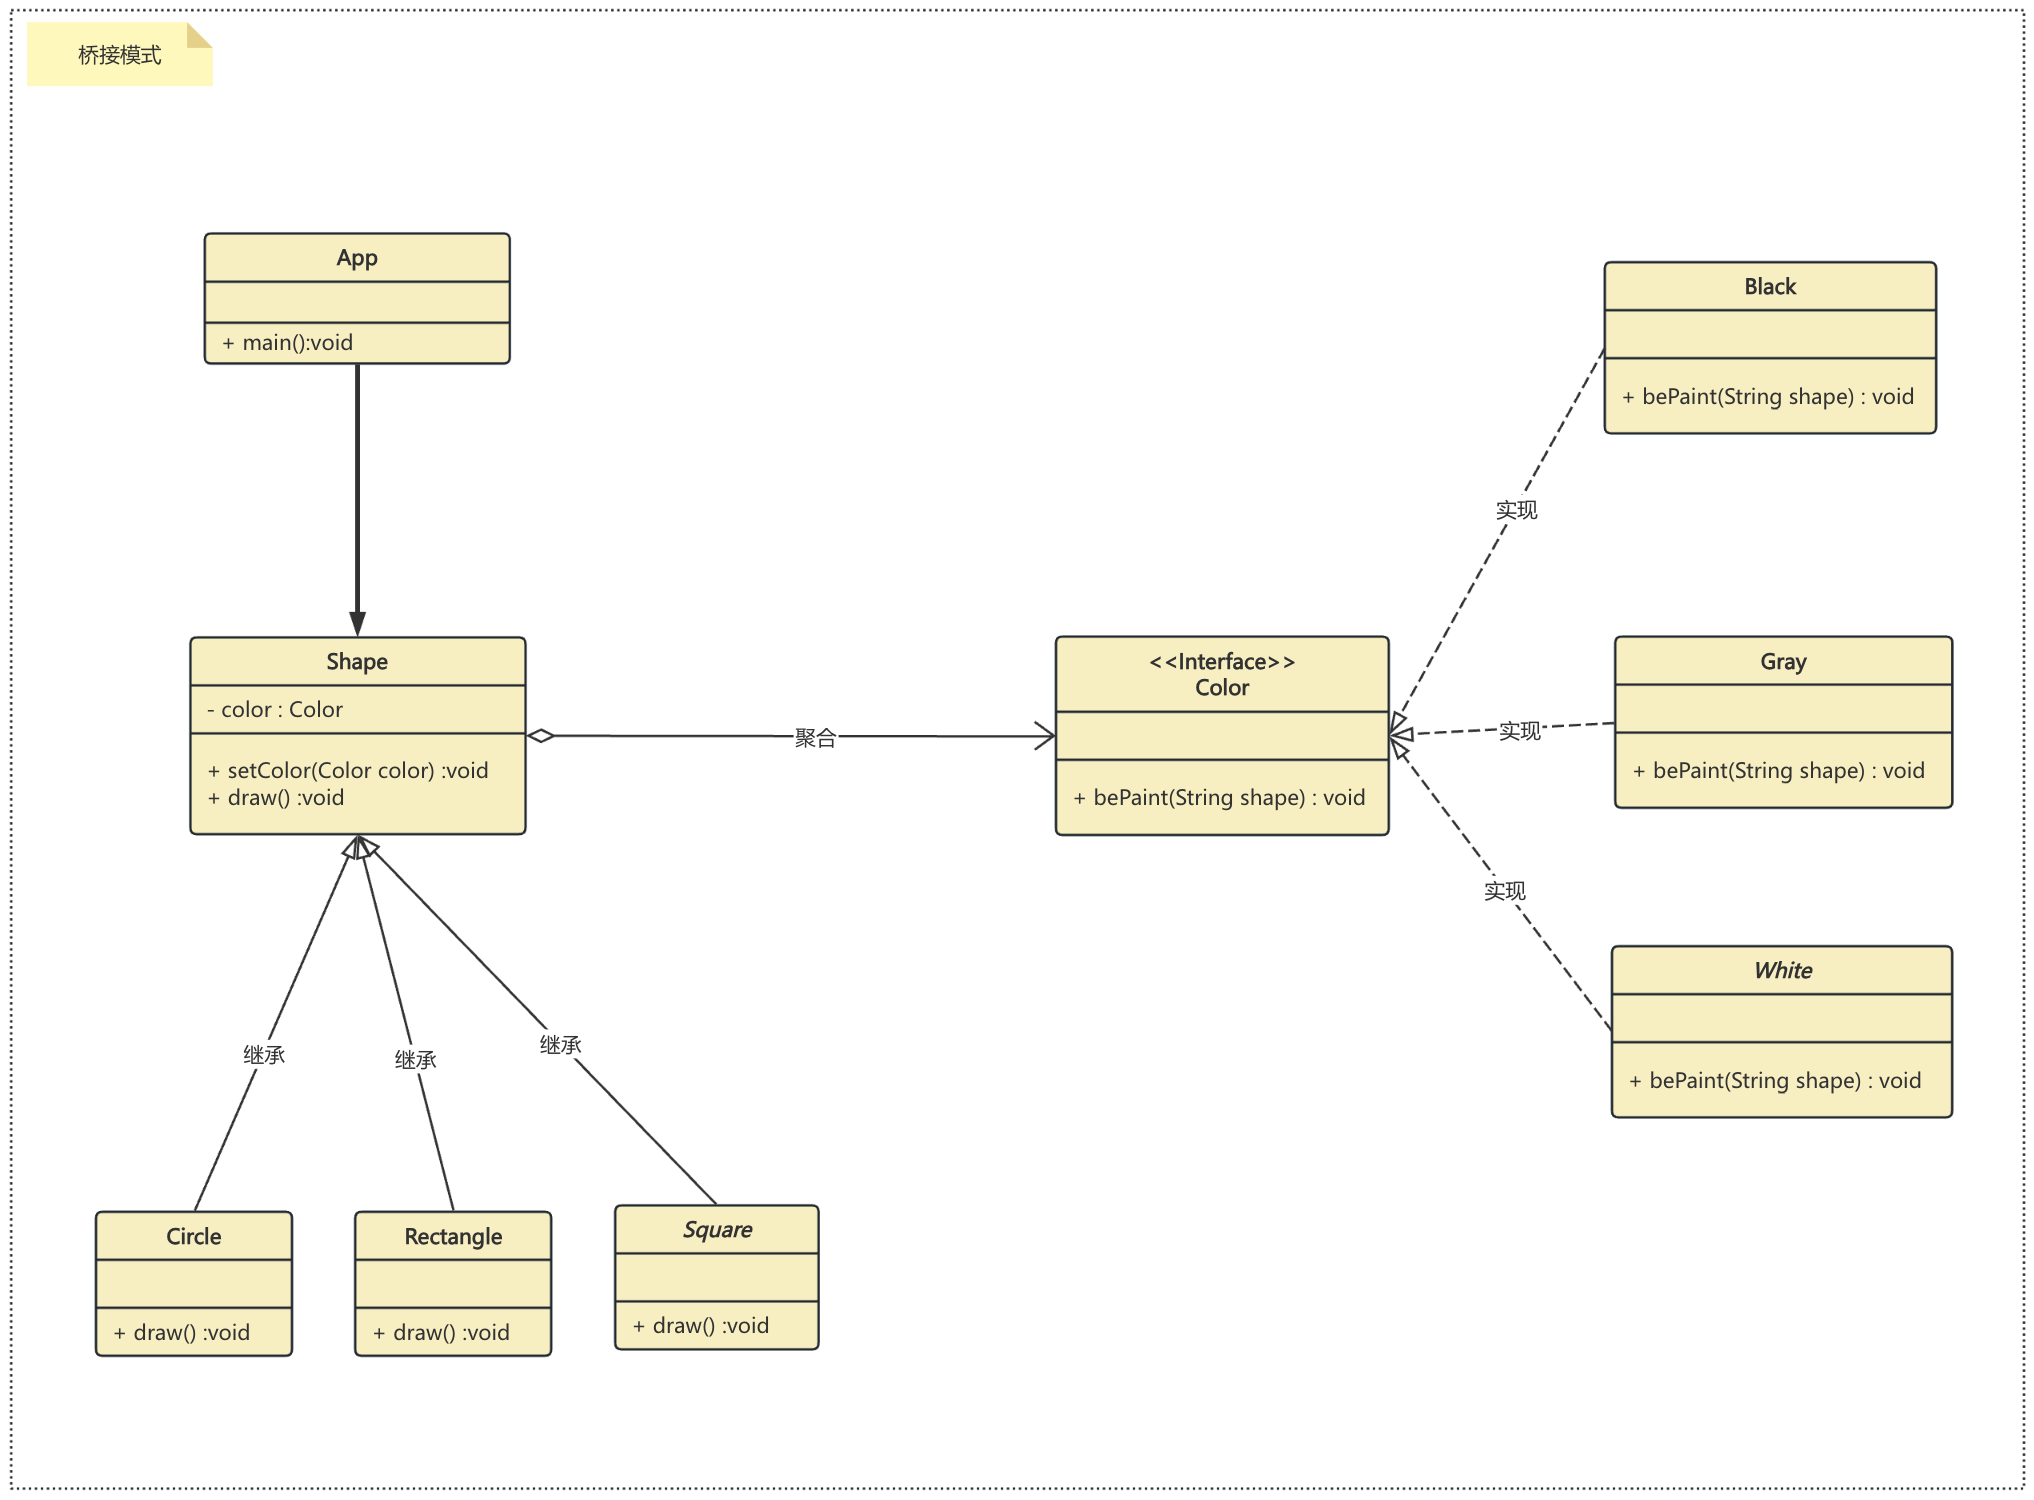 桥接模式
App
+ main():void
Shape
- color : Color
+ setColor(Color color) :void
+ draw() :void
聚合
<<Interface>>
Color
+ bePaint(String shape) : void
实现
Black
+ bePaint(String shape) : void
实现
Gray
+ bePaint(String shape) : void
实现
White
+ bePaint(String shape) : void
继承
继承
继承
Circle
+ draw() :void
Rectangle
+ draw() :void
Square
+ draw() :void